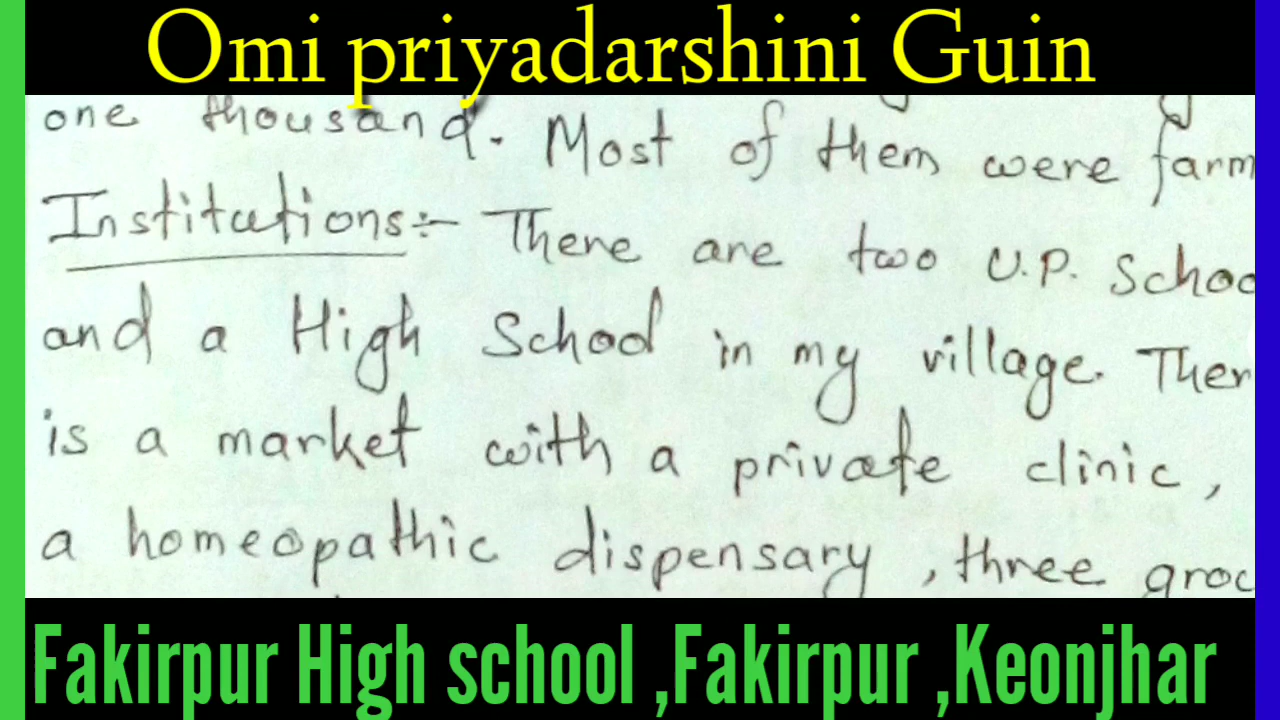 Omi priyadarshini Guin
one thousand. Most of them were farm
Institutions:- There are two U.P. Schoo
and a High School in my village. Ther
is a market with a private clinic,
a homeopathic dispensary, three groc
Fakirpur High school ,Fakirpur ,Keonjhar